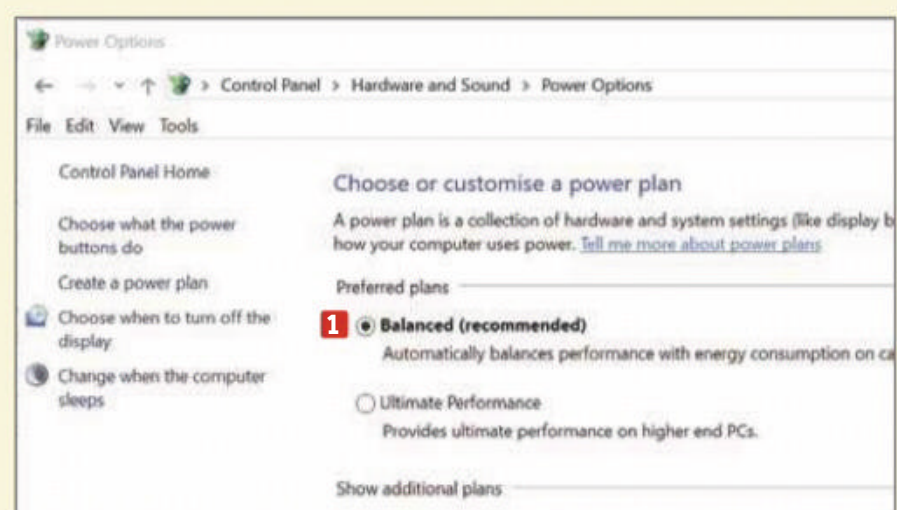 Power Options
Control Panel > Hardware and Sound > Power Options
File Edit View Tools
Control Panel Home
Choose what the power
buttons do
Create a power plan
Choose when to turn off the
display
Change when the computer
sleeps
Choose or customise a power plan
A power plan is a collection of hardware and system settings (like display b
how your computer uses power. Tell me more about power plans
Preferred plans
1 Balanced (recommended)
Automatically balances performance with energy consumption on ca
Ultimate Performance
Provides ultimate performance on higher end PCs.
Show additional plans